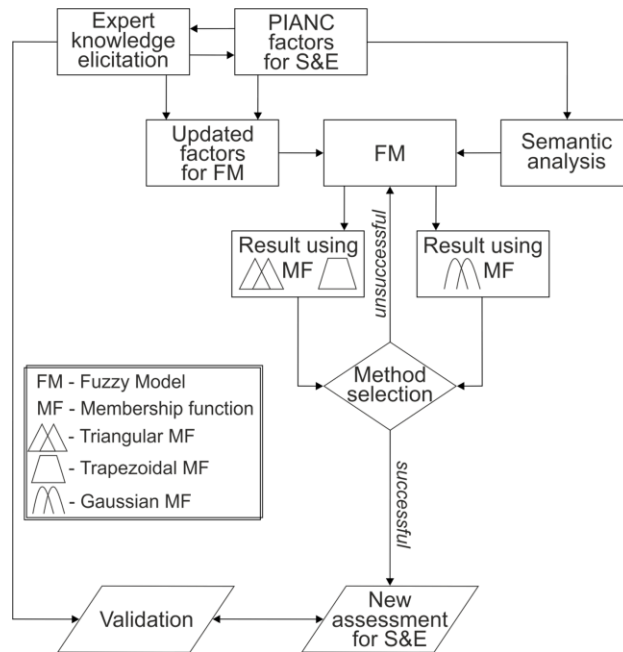 Expert
knowledge
elicitation
PIANC
factors
for S&E
Updated
factors
for FM
FM
Semantic
analysis
Result using
MF
Result using
MF
unsuccessful
Method
selection
FM - Fuzzy Model
MF - Membership function
- Triangular MF
- Trapezoidal MF
- Gaussian MF
successful
Validation
New
assessment
for S&E